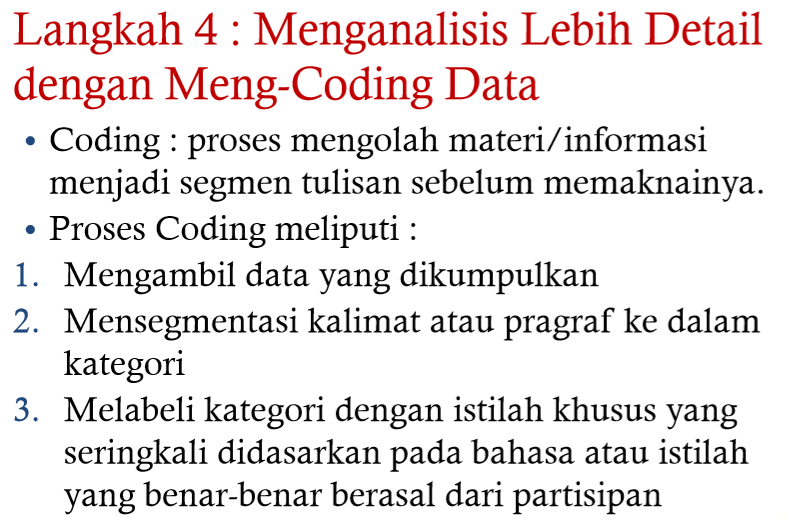 Langkah 4 : Menganalisis Lebih Detail
dengan Meng-Coding Data
• Coding : proses mengolah materi/informasi
menjadi segmen tulisan sebelum memaknainya.
• Proses Coding meliputi :
1. Mengambil data yang dikumpulkan
2. Mensegmentasi kalimat atau pragraf ke dalam
kategori
3. Melabeli kategori dengan istilah khusus yang
seringkali didasarkan pada bahasa atau istilah
yang benar-benar berasal dari partisipan